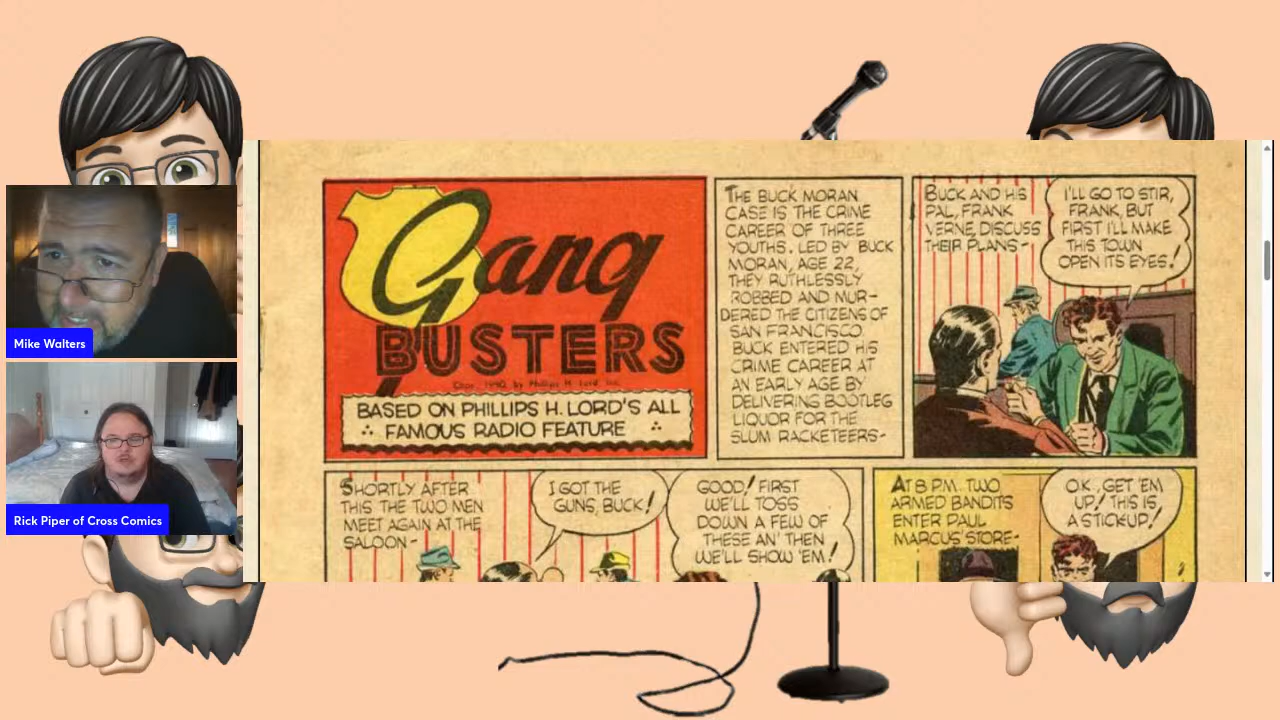 Mike Walters
Rick Piper of Cross Comics
Gang
BUSTERS
Copr. 1940, by Phillips H. Lord, Inc.
BASED ON PHILLIPS H. LORD'S ALL
FAMOUS RADIO FEATURE
THE BUCK MORAN
CASE IS THE CRIME
CAREER OF THREE
YOUTHS. LED BY BUCK
MORAN, AGE 22,
THEY RUTHLESSLY
ROBBED AND MUR-
DERED THE CITIZENS OF
SAN FRANCISCO.
BUCK ENTERED HIS
CRIME CAREER AT
AN EARLY AGE BY
DELIVERING BOOTLEG
LIQUOR FOR THE
SLUM RACKETEERS-
BUCK AND HIS
PAL, FRANK
VERNE, DISCUSS
THEIR PLANS-
I'LL GO TO STIR,
FRANK, BUT
FIRST I'LL MAKE
THIS TOWN
OPEN ITS EYES!
SHORTLY AFTER
THIS THE TWO MEN
MEET AGAIN AT THE
SALOON-
I GOT THE
GUNS, BUCK!
GOOD! FIRST
WE'LL TOSS
DOWN A FEW OF
THESE AN' THEN
WE'LL SHOW 'EM!
AT 8 P.M. TWO
ARMED BANDITS
ENTER PAUL
MARCUS' STORE-
O.K., GET 'EM
UP! THIS IS
A STICKUP!